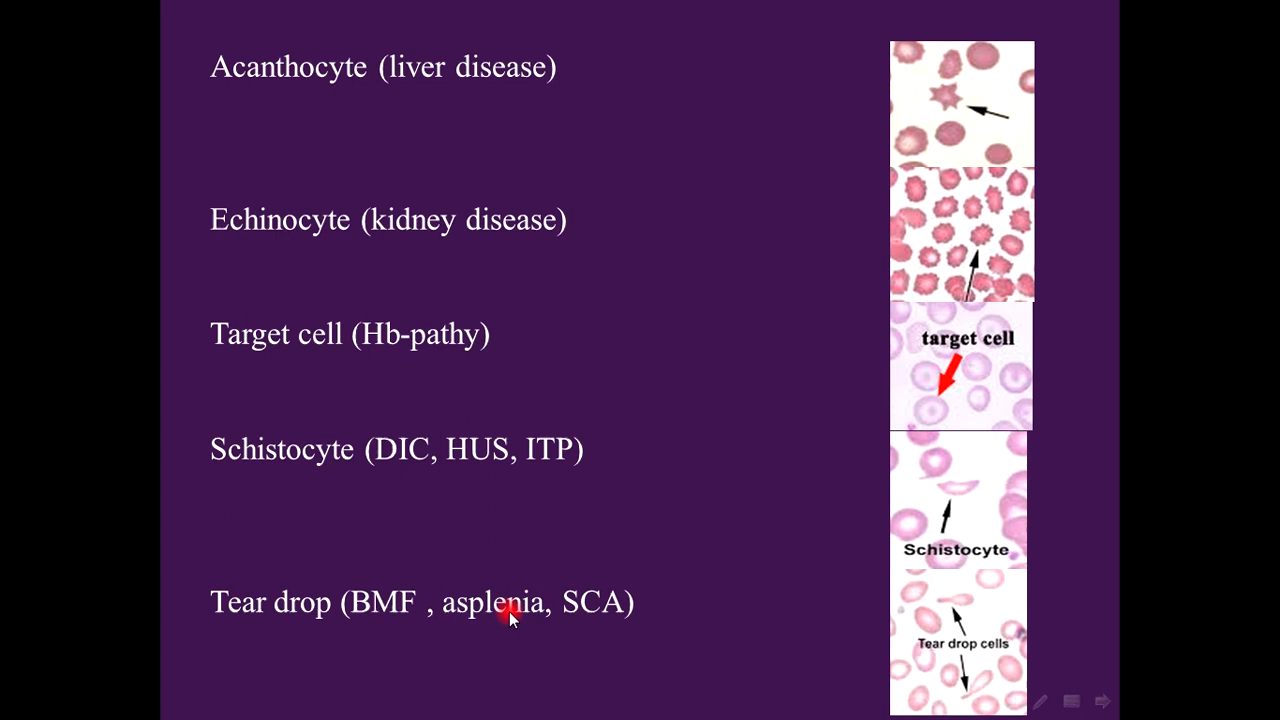 Acanthocyte (liver disease)
Echinocyte (kidney disease)
Target cell (Hb-pathy)
target cell
Schistocyte (DIC, HUS, ITP)
Schistocyte
Tear drop (BMF , asplenia, SCA)
Tear drop cells